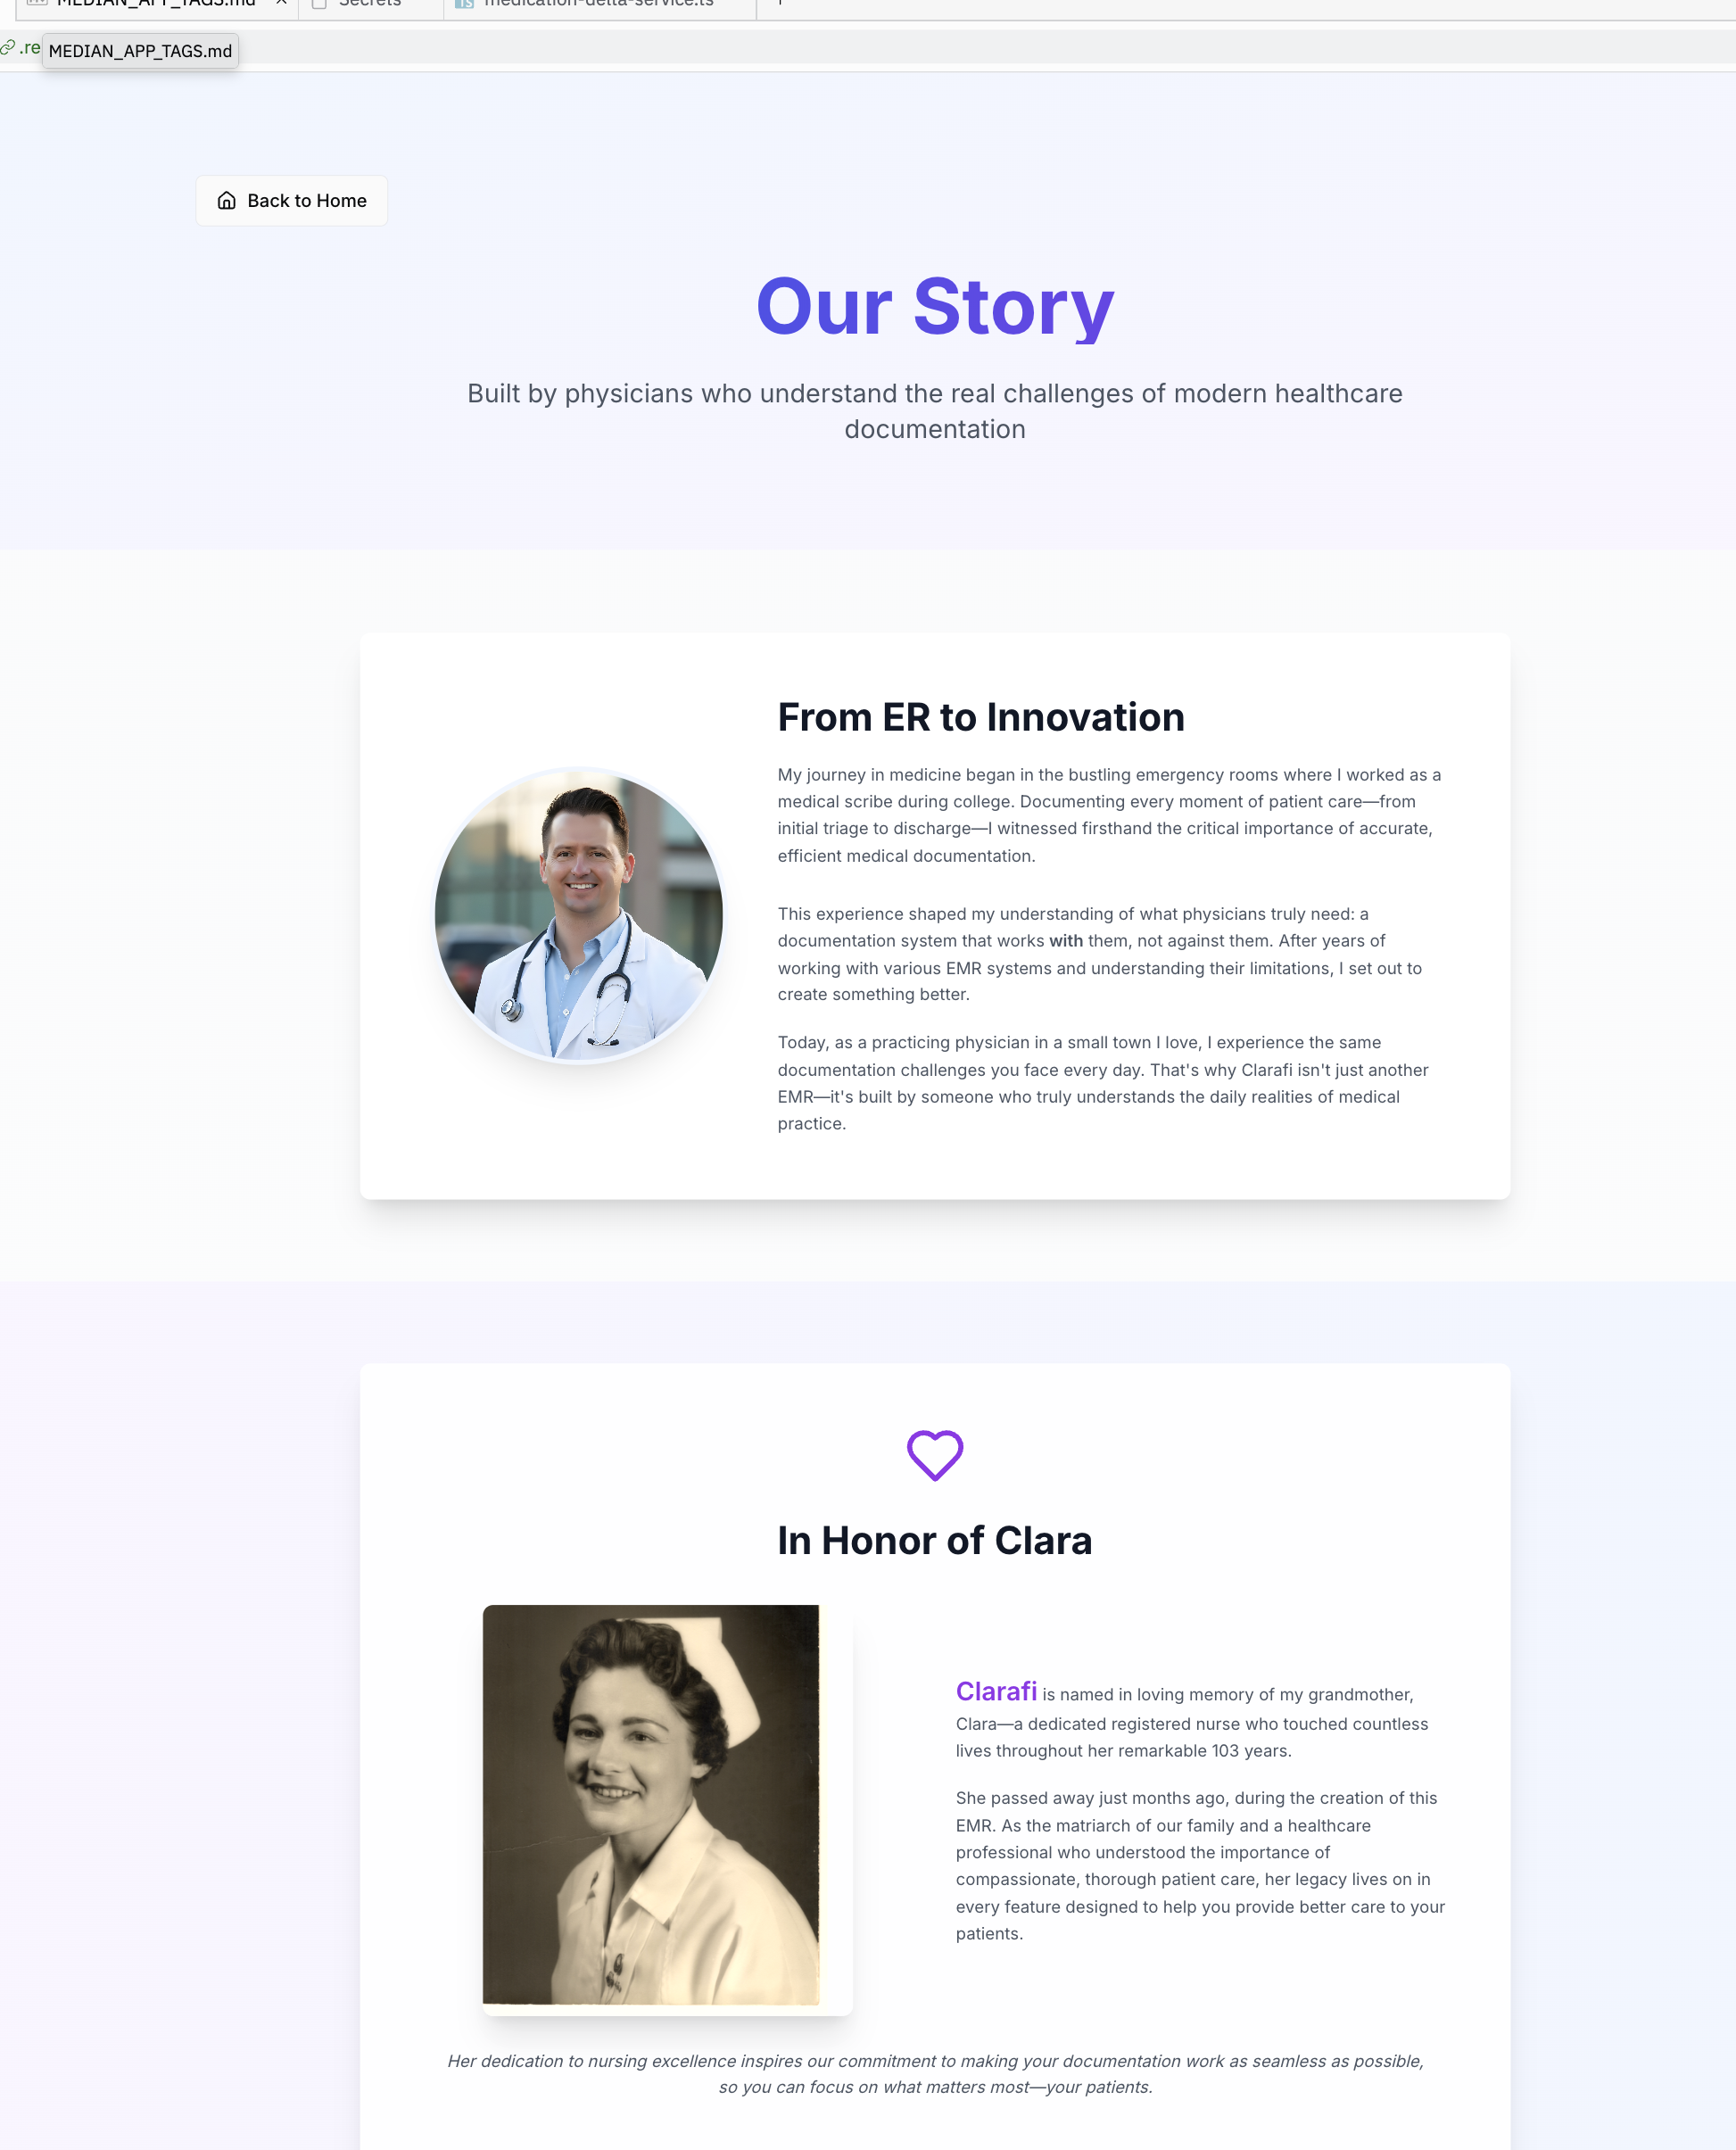 MEDIAN_APP_TAGS.md
Secrets
medication-delta-service.ts
.re
MEDIAN_APP_TAGS.md
Back to Home
Our Story
Built by physicians who understand the real challenges of modern healthcare
documentation
From ER to Innovation
My journey in medicine began in the bustling emergency rooms where I worked as a
medical scribe during college. Documenting every moment of patient care—from
initial triage to discharge—I witnessed firsthand the critical importance of accurate,
efficient medical documentation.
This experience shaped my understanding of what physicians truly need: a
documentation system that works with them, not against them. After years of
working with various EMR systems and understanding their limitations, I set out to
create something better.
Today, as a practicing physician in a small town I love, I experience the same
documentation challenges you face every day. That's why Clarafi isn't just another
EMR—it's built by someone who truly understands the daily realities of medical
practice.
In Honor of Clara
Clarafi is named in loving memory of my grandmother,
Clara—a dedicated registered nurse who touched countless
lives throughout her remarkable 103 years.
She passed away just months ago, during the creation of this
EMR. As the matriarch of our family and a healthcare
professional who understood the importance of
compassionate, thorough patient care, her legacy lives on in
every feature designed to help you provide better care to your
patients.
Her dedication to nursing excellence inspires our commitment to making your documentation work as seamless as possible,
so you can focus on what matters most—your patients.